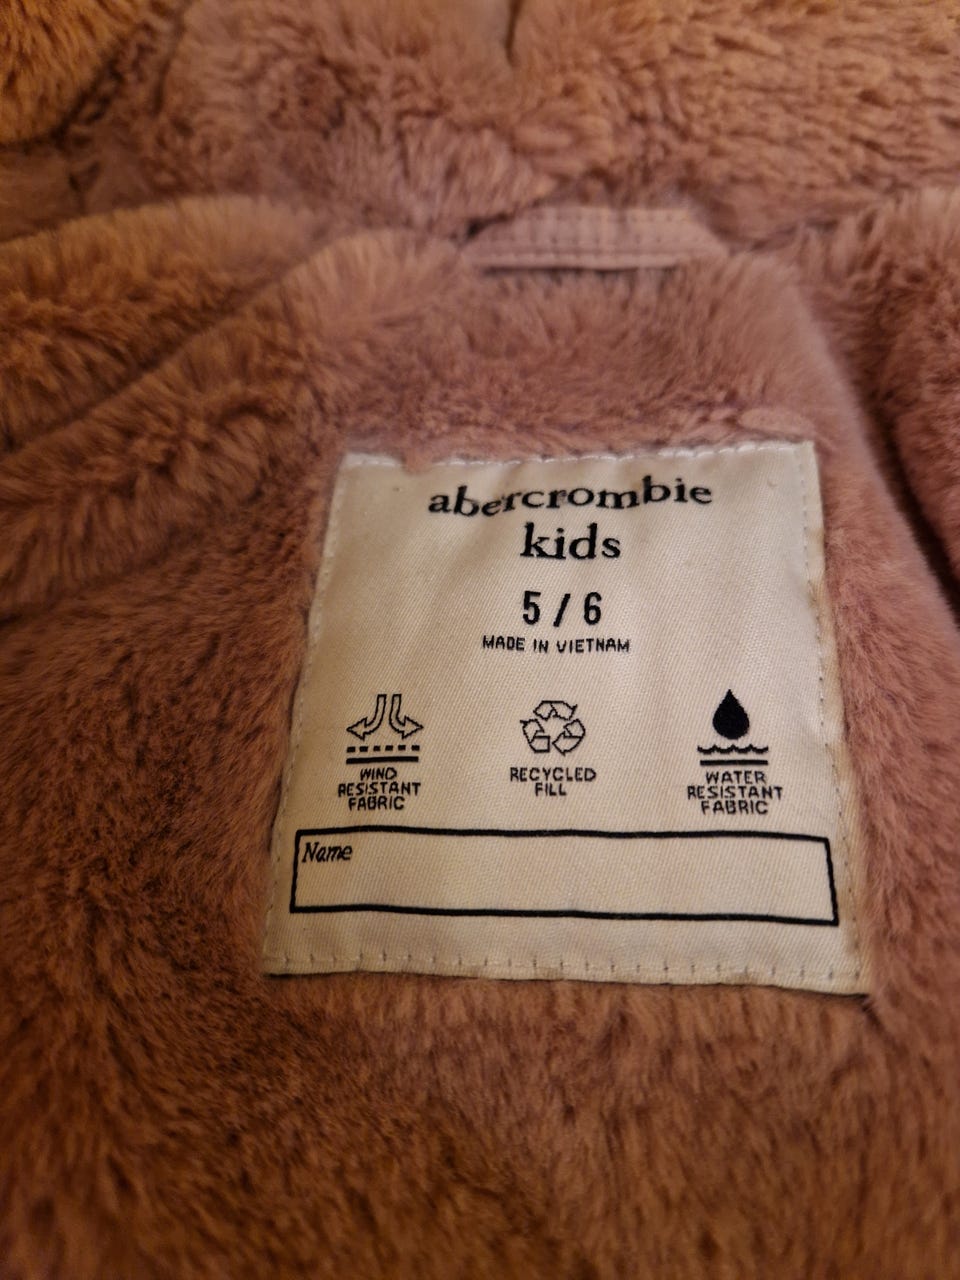 abercrombie
kids
5 / 6
MADE IN VIETNAM
WIND
RESISTANT
FABRIC
RECYCLED
FILL
WATER
RESISTANT
FABRIC
Name